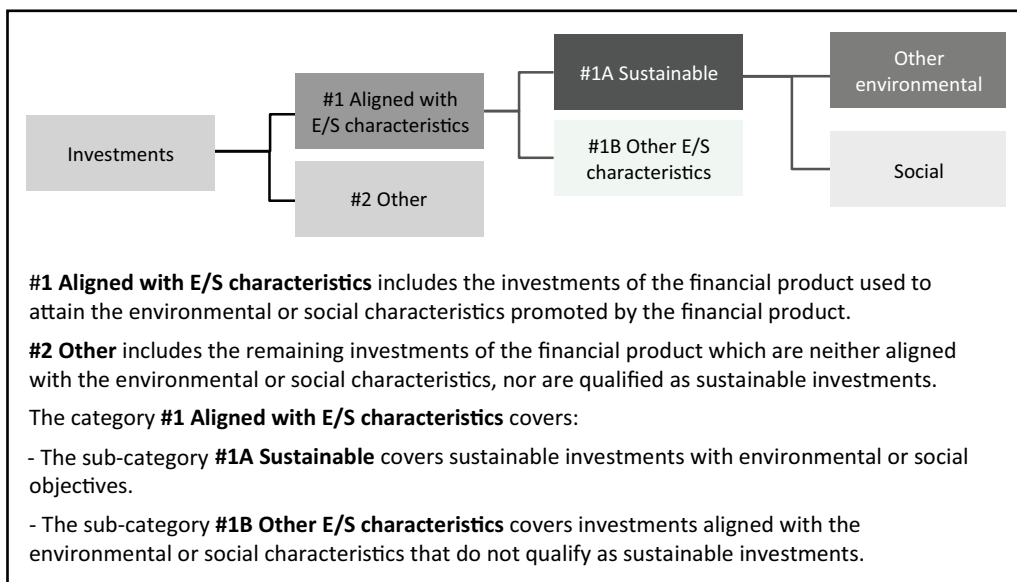 Investments
#1 Aligned with
E/S characteristics
#2 Other
#1A Sustainable
#1B Other E/S
characteristics
Other
environmental
Social
#1 Aligned with E/S characteristics includes the investments of the financial product used to
attain the environmental or social characteristics promoted by the financial product.
#2 Other includes the remaining investments of the financial product which are neither aligned
with the environmental or social characteristics, nor are qualified as sustainable investments.
The category #1 Aligned with E/S characteristics covers:
- The sub-category #1A Sustainable covers sustainable investments with environmental or social
objectives.
- The sub-category #1B Other E/S characteristics covers investments aligned with the
environmental or social characteristics that do not qualify as sustainable investments.